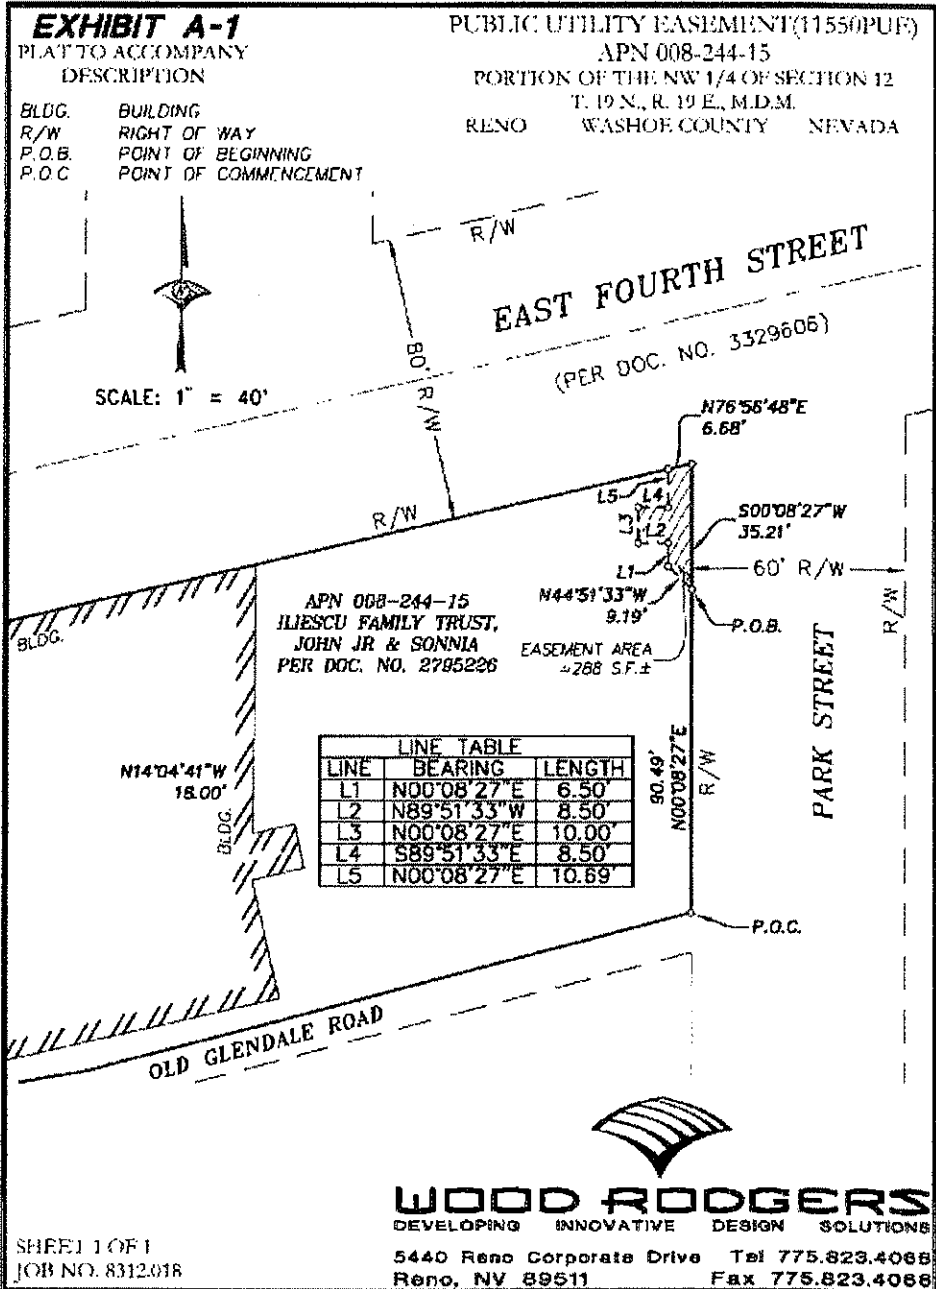 EXHIBIT A-1
PLAT TO ACCOMPANY
DESCRIPTION
BLDG. BUILDING
R/W RIGHT OF WAY
P.O.B. POINT OF BEGINNING
P.O.C POINT OF COMMENCEMENT
PUBLIC UTILITY EASEMENT(11550PUE)
APN 008-244-15
PORTION OF THE NW 1/4 OF SECTION 12
T. 19 N., R. 19 E., M.D.M.
RENO WASHOE COUNTY NEVADA
R/W
EAST FOURTH STREET
(PER DOC. NO. 3329606)
80' R/W
SCALE: 1" = 40'
N76°56'48"E
6.68'
L5
L4
L3
L2
L1
S00°08'27"W
35.21'
R/W
60' R/W
N44°51'33"W
9.19'
P.O.B.
R/W
BLDG.
APN 008-244-15
ILIESCU FAMILY TRUST,
JOHN JR & SONNIA
PER DOC. NO. 2795226
EASEMENT AREA
=288 S.F.±
PARK STREET
N14°04'41"W
18.00'
BLDG.
90.49'
N00°08'27"E
R/W
LINE TABLE
LINE BEARING LENGTH
L1 N00°08'27"E 6.50'
L2 N89°51'33"W 8.50'
L3 N00°08'27"E 10.00'
L4 S89°51'33"E 8.50'
L5 N00°08'27"E 10.69'
P.O.C.
OLD GLENDALE ROAD
WOOD RODGERS
DEVELOPING INNOVATIVE DESIGN SOLUTIONS
5440 Reno Corporate Drive Tel 775.823.4068
Reno, NV 89511 Fax 775.823.4066
SHEET 1 OF 1
JOB NO. 8312.018